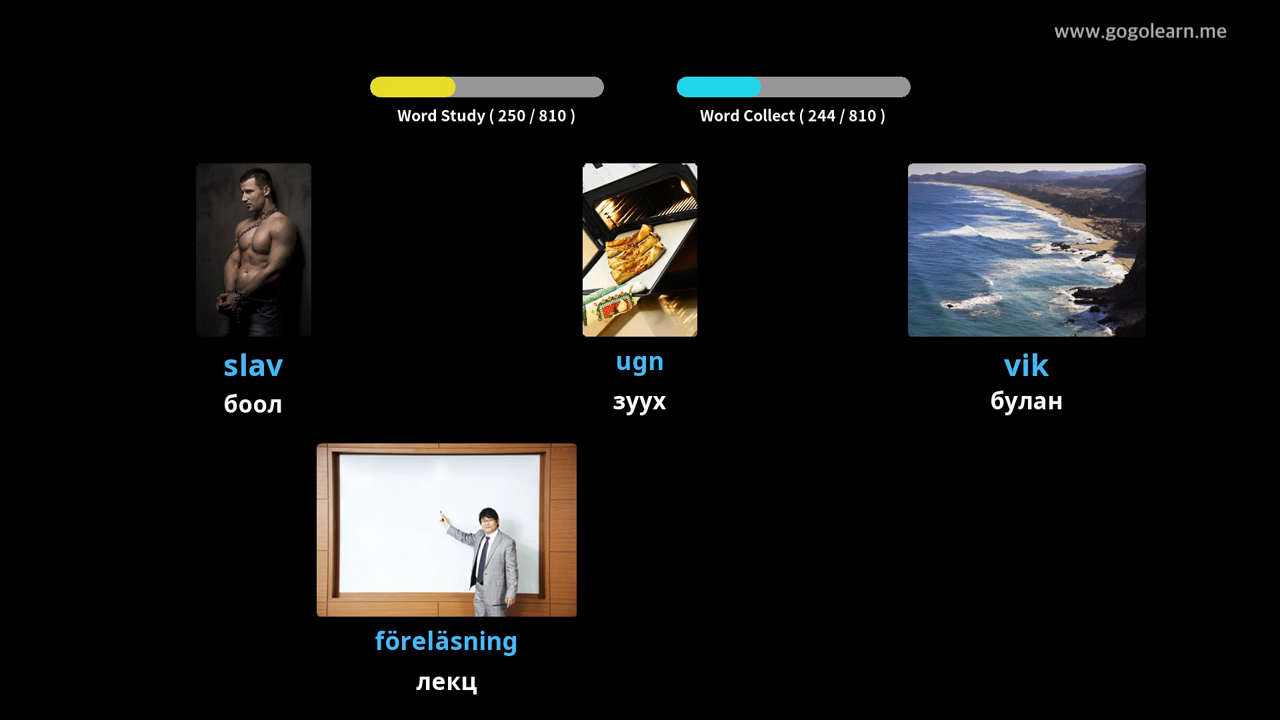 www.gogolearn.me
Word Study ( 250 / 810 )
Word Collect ( 244 / 810 )
slav
боол
ugn
зуух
vik
булан
föreläsning
лекц